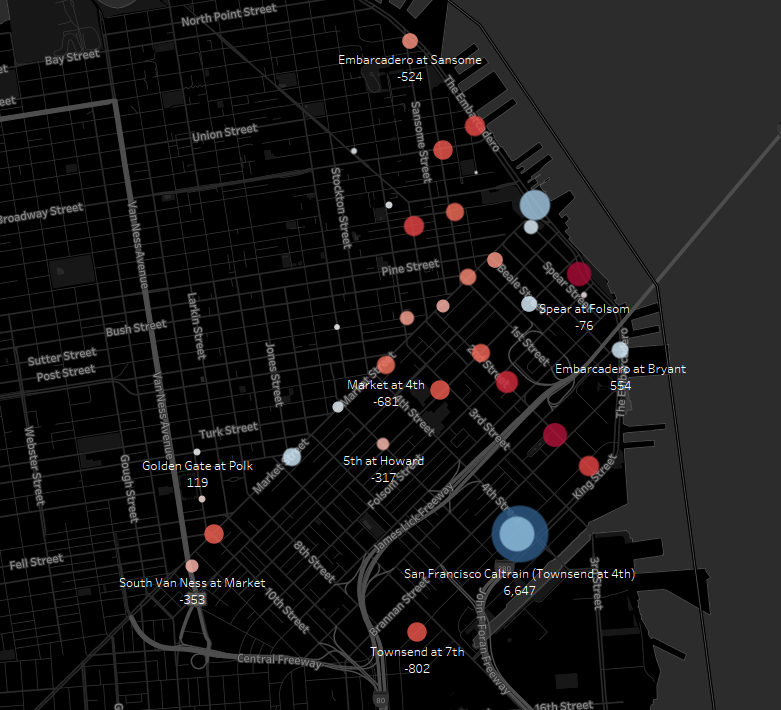 North Point Street
Bay Street
et
Embarcadero at Sansome
-524
The Embarcadero
eet
Sansome Street
Union Street
Stockton Street
Broadway Street
Van Ness Avenue
Pine Street
Beale St
Spear Street
Larkin Street
Spear at Folsom
-76
Bush Street
1st Street
Sutter Street
Post Street
Jones Street
2nd Street
Embarcadero at Bryant
554
The Embarcadero
Market Street
Market at 4th
-681
4th Street
Van Ness Avenue
3rd Street
Turk Street
Webster Street
Gough Street
Golden Gate at Polk
119
Market Street
5th at Howard
-317
Folsom Street
King Street
4th Stre
James Lick Freeway
Fell Street
8th Street
San Francisco Caltrain (Townsend at 4th)
6,647
80
3rd Street
South Van Ness at Market
-353
10th Street
Brannan Street
John F Foran Freeway
Townsend at 7th
-802
Central Freeway
80
G
16th Street